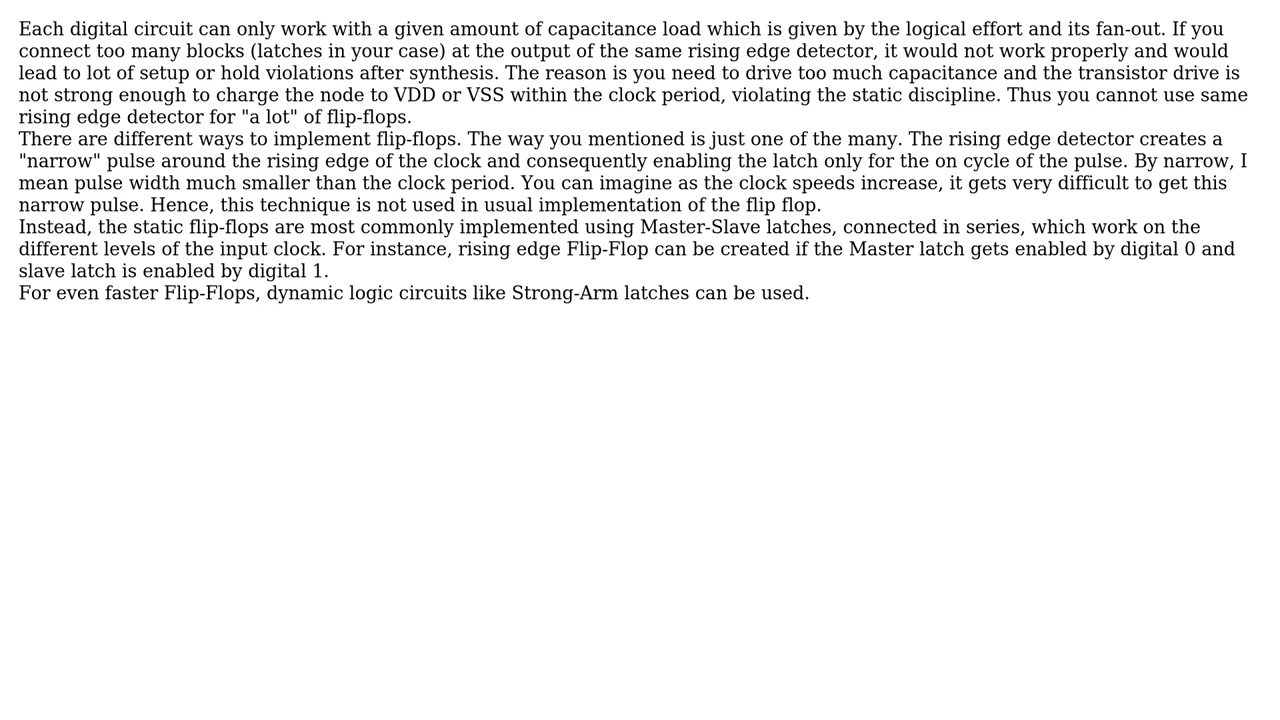 Each digital circuit can only work with a given amount of capacitance load which is given by the logical effort and its fan-out. If you
connect too many blocks (latches in your case) at the output of the same rising edge detector, it would not work properly and would
lead to lot of setup or hold violations after synthesis. The reason is you need to drive too much capacitance and the transistor drive is
not strong enough to charge the node to VDD or VSS within the clock period, violating the static discipline. Thus you cannot use same
rising edge detector for "a lot" of flip-flops.
There are different ways to implement flip-flops. The way you mentioned is just one of the many. The rising edge detector creates a
"narrow" pulse around the rising edge of the clock and consequently enabling the latch only for the on cycle of the pulse. By narrow, I
mean pulse width much smaller than the clock period. You can imagine as the clock speeds increase, it gets very difficult to get this
narrow pulse. Hence, this technique is not used in usual implementation of the flip flop.
Instead, the static flip-flops are most commonly implemented using Master-Slave latches, connected in series, which work on the
different levels of the input clock. For instance, rising edge Flip-Flop can be created if the Master latch gets enabled by digital 0 and
slave latch is enabled by digital 1.
For even faster Flip-Flops, dynamic logic circuits like Strong-Arm latches can be used.